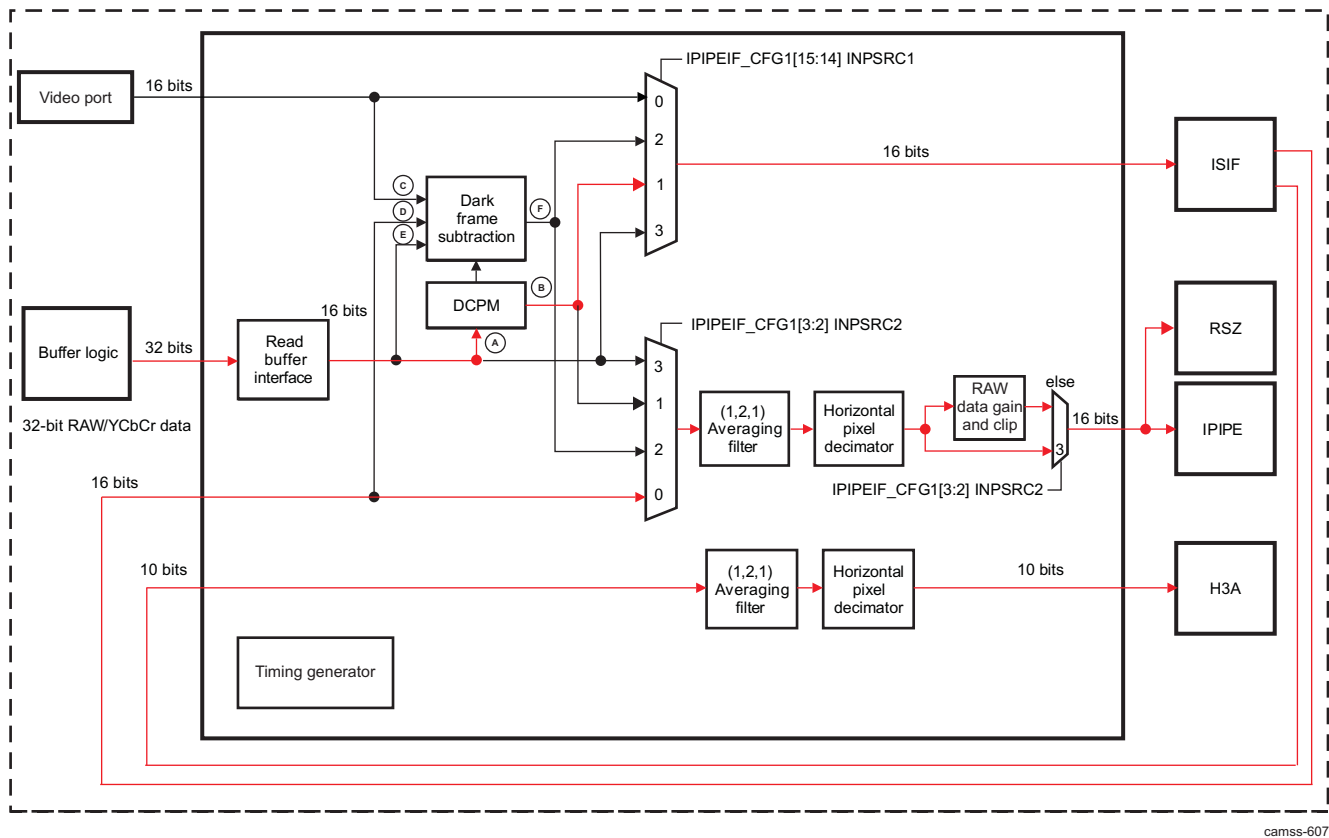 IPIPEIF_CFG1[15:14] INPSRC1
Video port
16 bits
0
2
1
3
16 bits
ISIF
C
D
E
Dark
frame
subtraction
F
DCPM
B
A
Buffer logic
32 bits
32-bit RAW/YCbCr data
Read
buffer
interface
16 bits
IPIPEIF_CFG1[3:2] INPSRC2
3
1
2
0
(1,2,1)
Averaging
filter
Horizontal
pixel
decimator
RAW
data gain
and clip
else
3
16 bits
IPIPEIF_CFG1[3:2] INPSRC2
RSZ
IPIPE
16 bits
10 bits
(1,2,1)
Averaging
filter
Horizontal
pixel
decimator
10 bits
H3A
Timing generator
camss-607